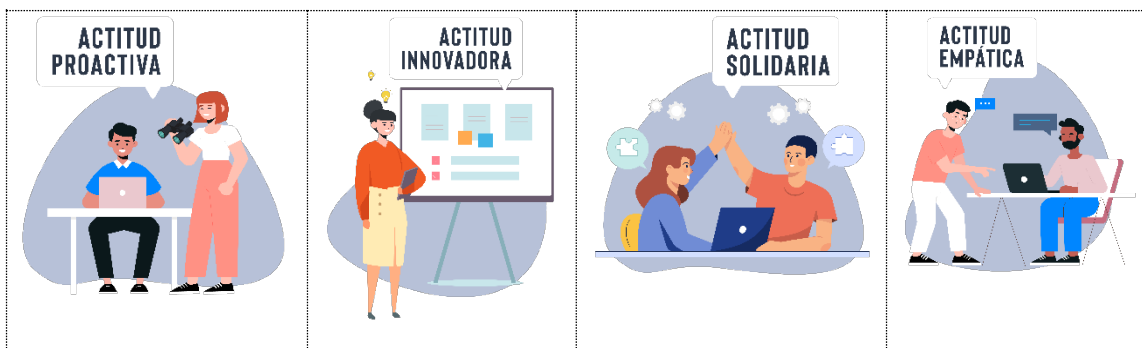 ACTITUD
PROACTIVA
ACTITUD
INNOVADORA
ACTITUD
SOLIDARIA
ACTITUD
EMPÁTICA